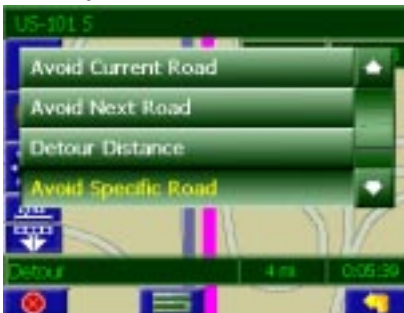 US-101 S
Avoid Current Road
Avoid Next Road
Detour Distance
Avoid Specific Road
Detour 4 mi 0:05:39